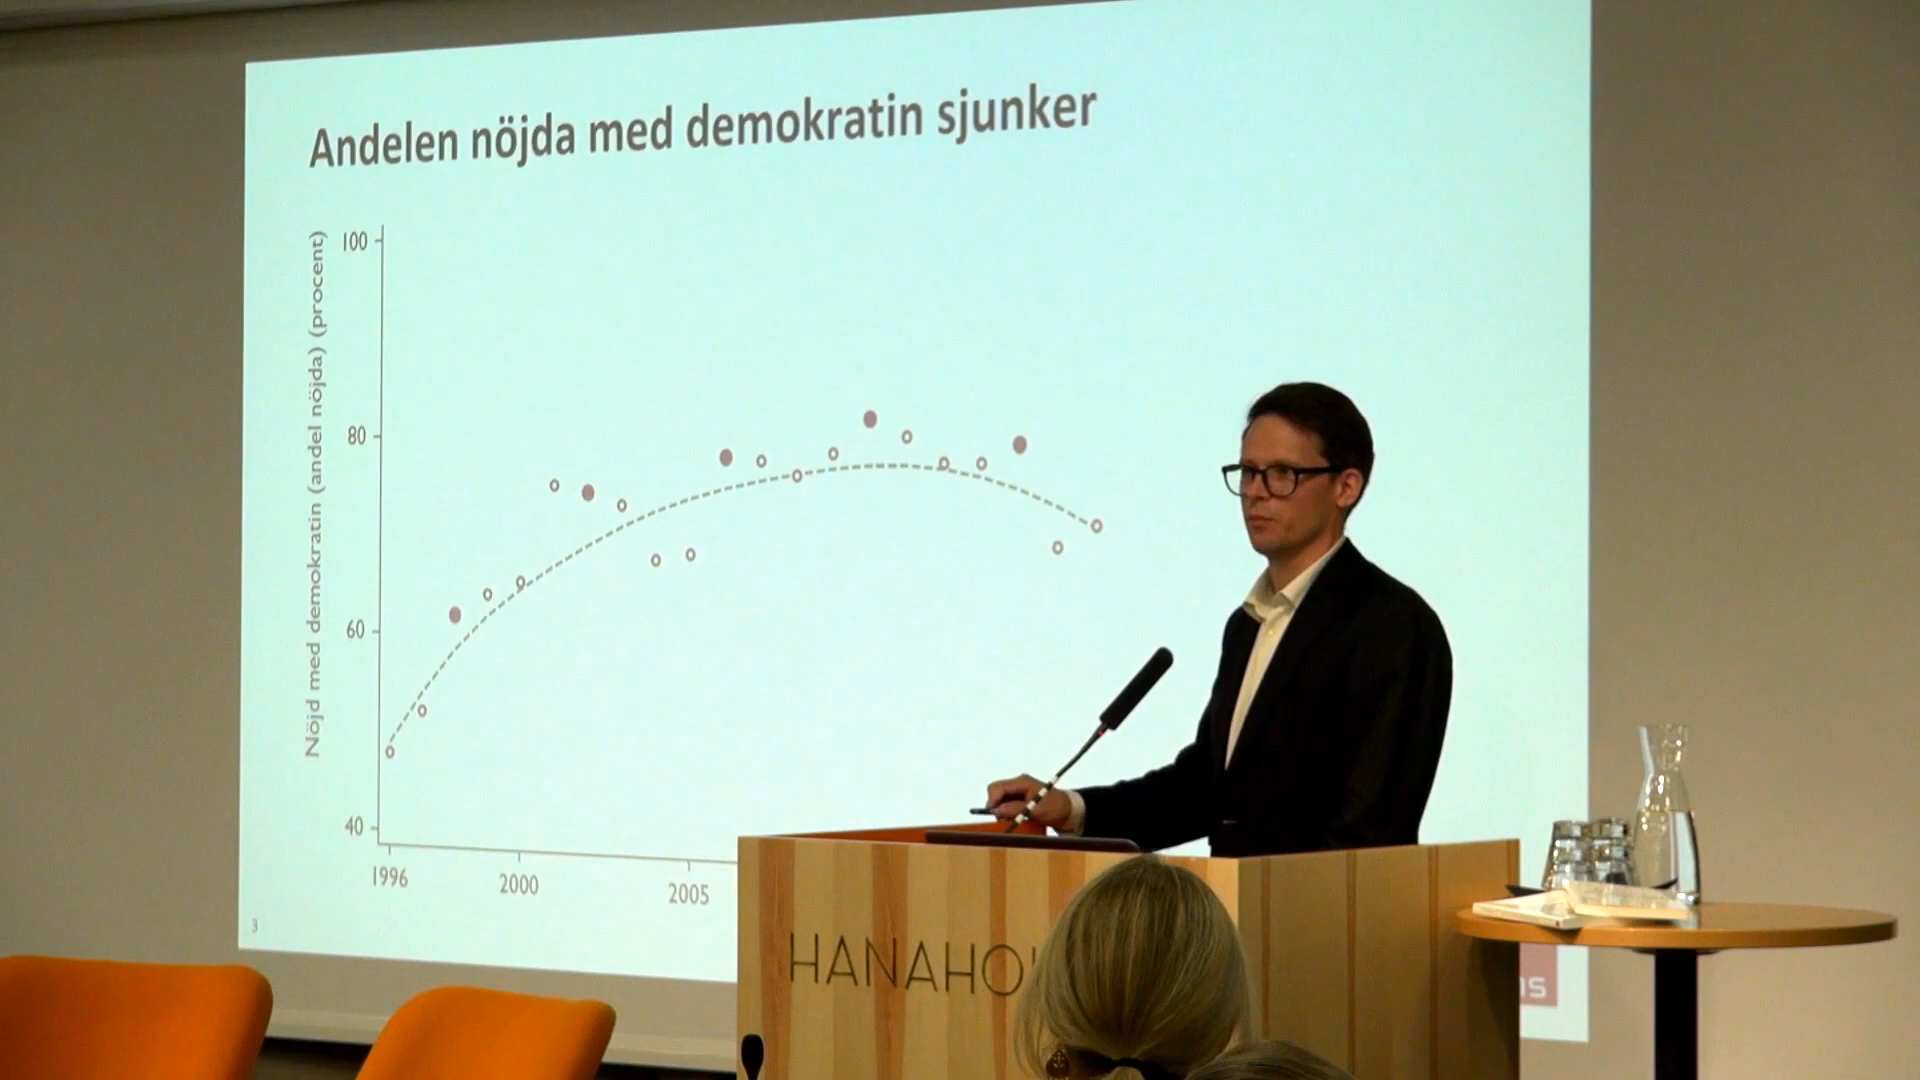 Andelen nöjda med demokratin sjunker
Nöjd med demokratin (andel nöjda) (procent)
100
80
60
40
1996
2000
2005
3
HANAHO
ns